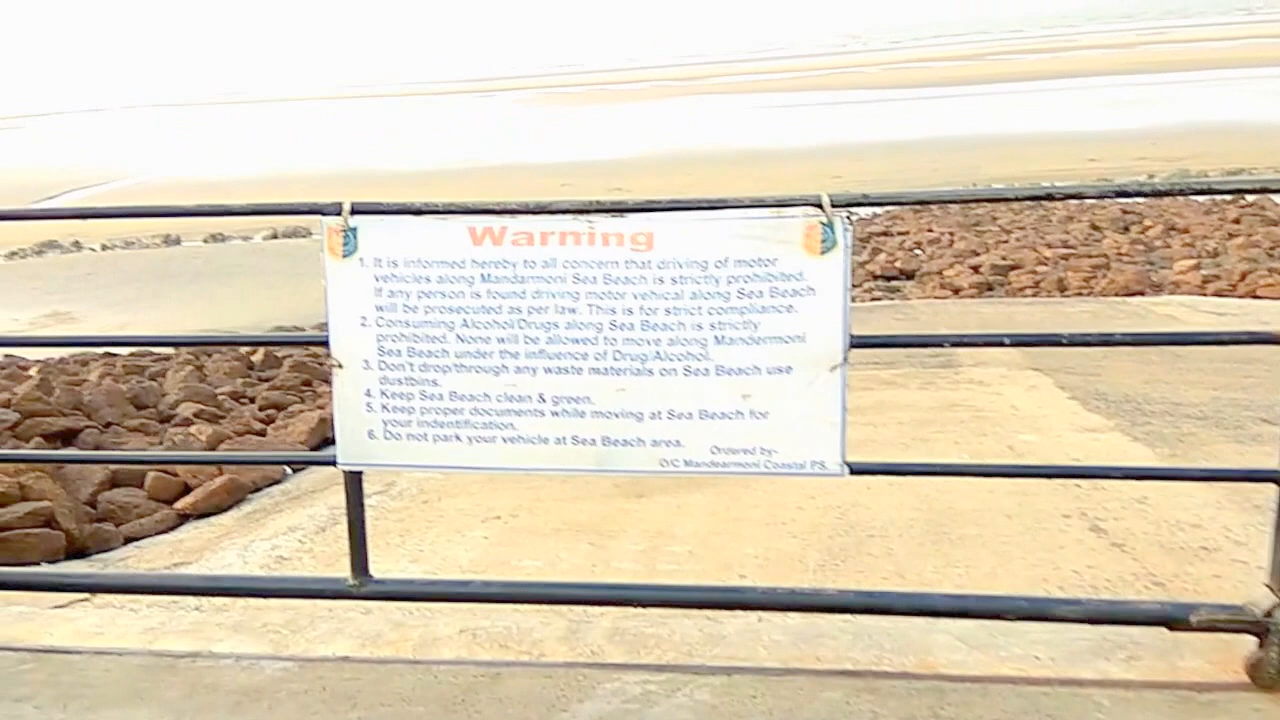 Warning
1. It is informed hereby to all concern that driving of motor
vehicles along Mandarmoni Sea Beach is strictly prohibited.
If any person is found driving motor vehical along Sea Beach
will be prosecuted as per law. This is for strict compliance.
2. Consuming Alcohol/Drugs along Sea Beach is strictly
prohibited. None will be allowed to move along Mandermoni
Sea Beach under the influence of Drug/Alcohol.
3. Don't drop/through any waste materials on Sea Beach use
dustbins.
4. Keep Sea Beach clean & green.
5. Keep proper documents while moving at Sea Beach for
your indentification.
6. Do not park your vehicle at Sea Beach area.
Ordered by-
O/C Mandearmoni Coastal PS.